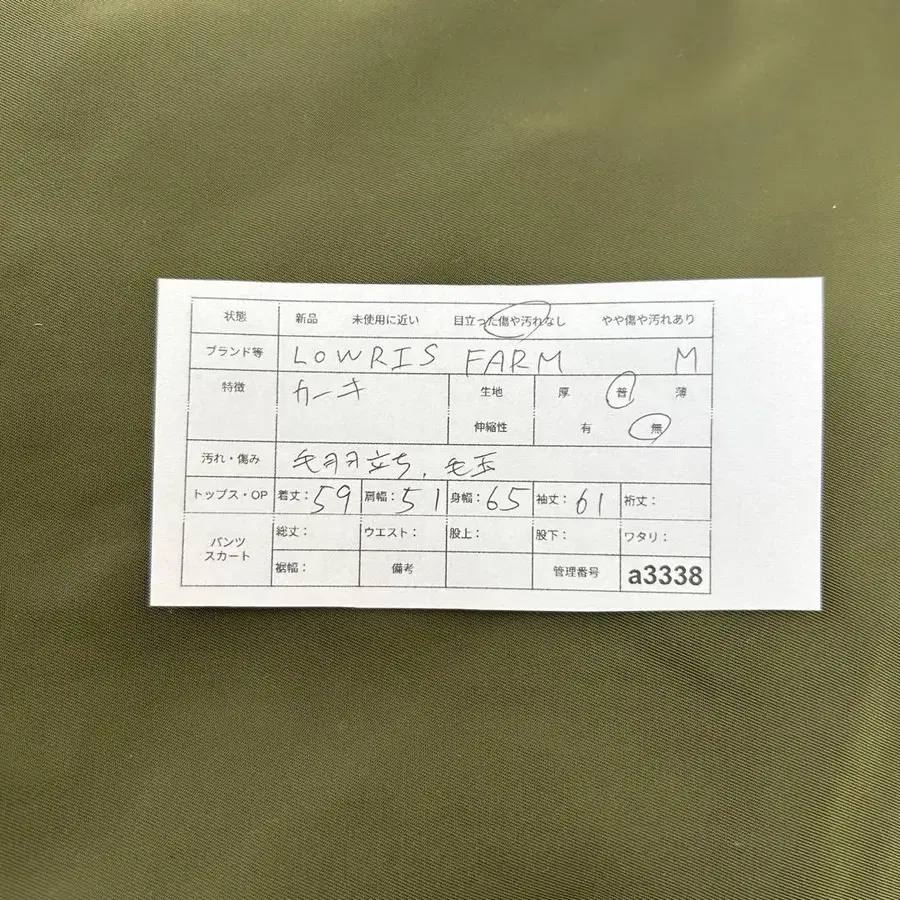 状態 新品 未使用に近い 目立った傷や汚れなし やや傷や汚れあり
ブランド等 LOWRIS FARM M
特徴 カーキ 生地 厚 普 薄
伸縮性 有 無
汚れ・傷み 毛羽立ち、毛玉
トップス・OP 着丈：59 肩幅：51 身幅：65 袖丈：61 裄丈：
パンツ スカート 総丈： ウエスト： 股上： 股下： ワタリ：
裾幅： 備考 管理番号 a3338